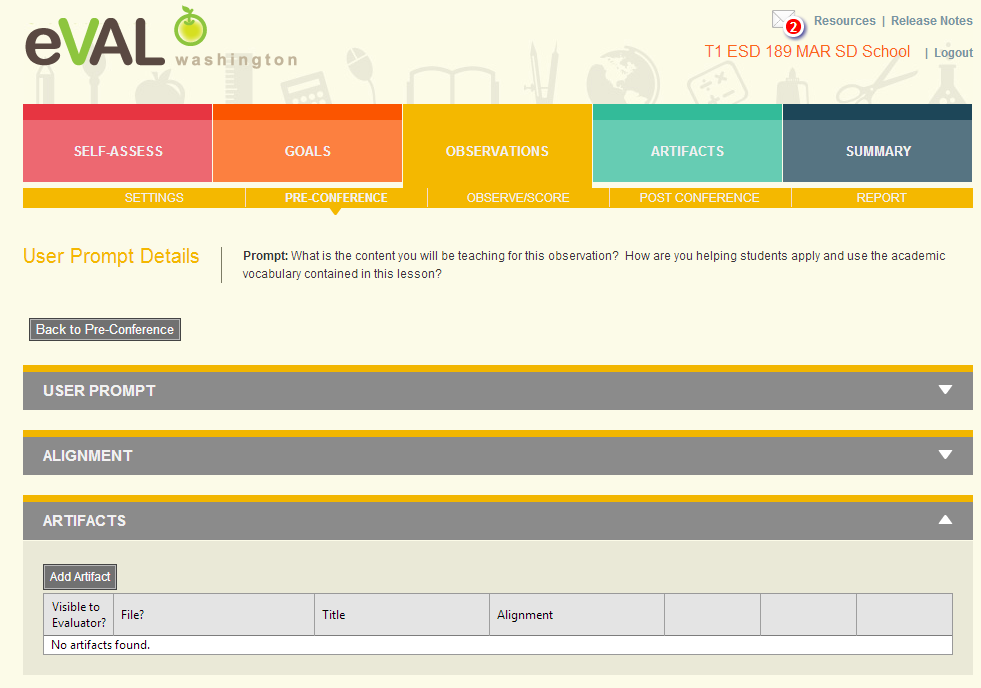 eVAL
washington
2
Resources | Release Notes
T1 ESD 189 MAR SD School | Logout
SELF-ASSESS GOALS OBSERVATIONS ARTIFACTS SUMMARY
SETTINGS PRE-CONFERENCE OBSERVE/SCORE POST CONFERENCE REPORT
User Prompt Details
Prompt: What is the content you will be teaching for this observation? How are you helping students apply and use the academic
vocabulary contained in this lesson?
Back to Pre-Conference
USER PROMPT
ALIGNMENT
ARTIFACTS
Add Artifact
Visible to
Evaluator? File? Title Alignment
No artifacts found.